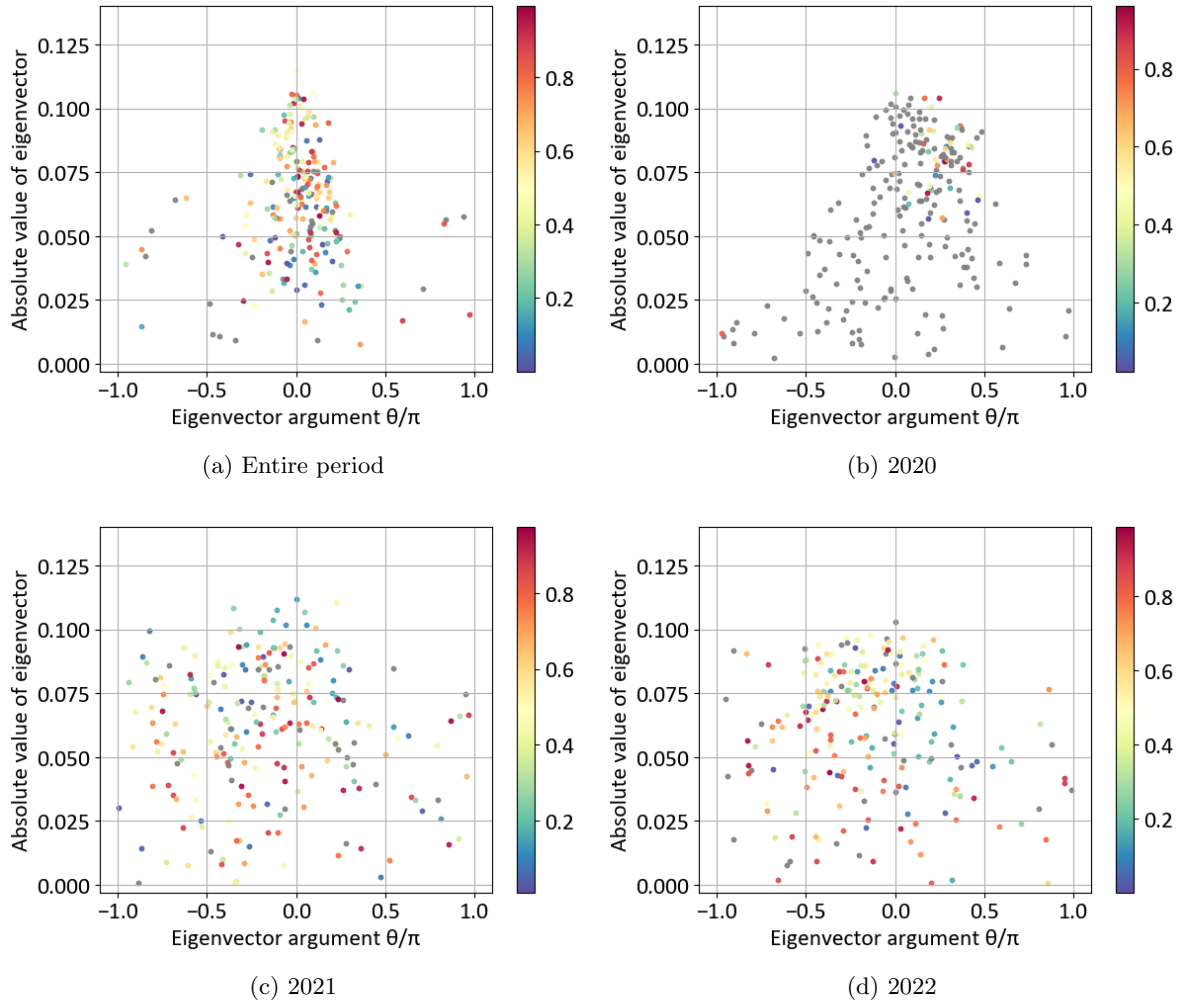 Absolute value of eigenvector
0.125
0.100
0.075
0.050
0.025
0.000
−1.0 −0.5 0.0 0.5 1.0
Eigenvector argument θ/π
0.8
0.6
0.4
0.2
(a) Entire period
Absolute value of eigenvector
0.125
0.100
0.075
0.050
0.025
0.000
−1.0 −0.5 0.0 0.5 1.0
Eigenvector argument θ/π
0.8
0.6
0.4
0.2
(b) 2020
Absolute value of eigenvector
0.125
0.100
0.075
0.050
0.025
0.000
−1.0 −0.5 0.0 0.5 1.0
Eigenvector argument θ/π
0.8
0.6
0.4
0.2
(c) 2021
Absolute value of eigenvector
0.125
0.100
0.075
0.050
0.025
0.000
−1.0 −0.5 0.0 0.5 1.0
Eigenvector argument θ/π
0.8
0.6
0.4
0.2
(d) 2022